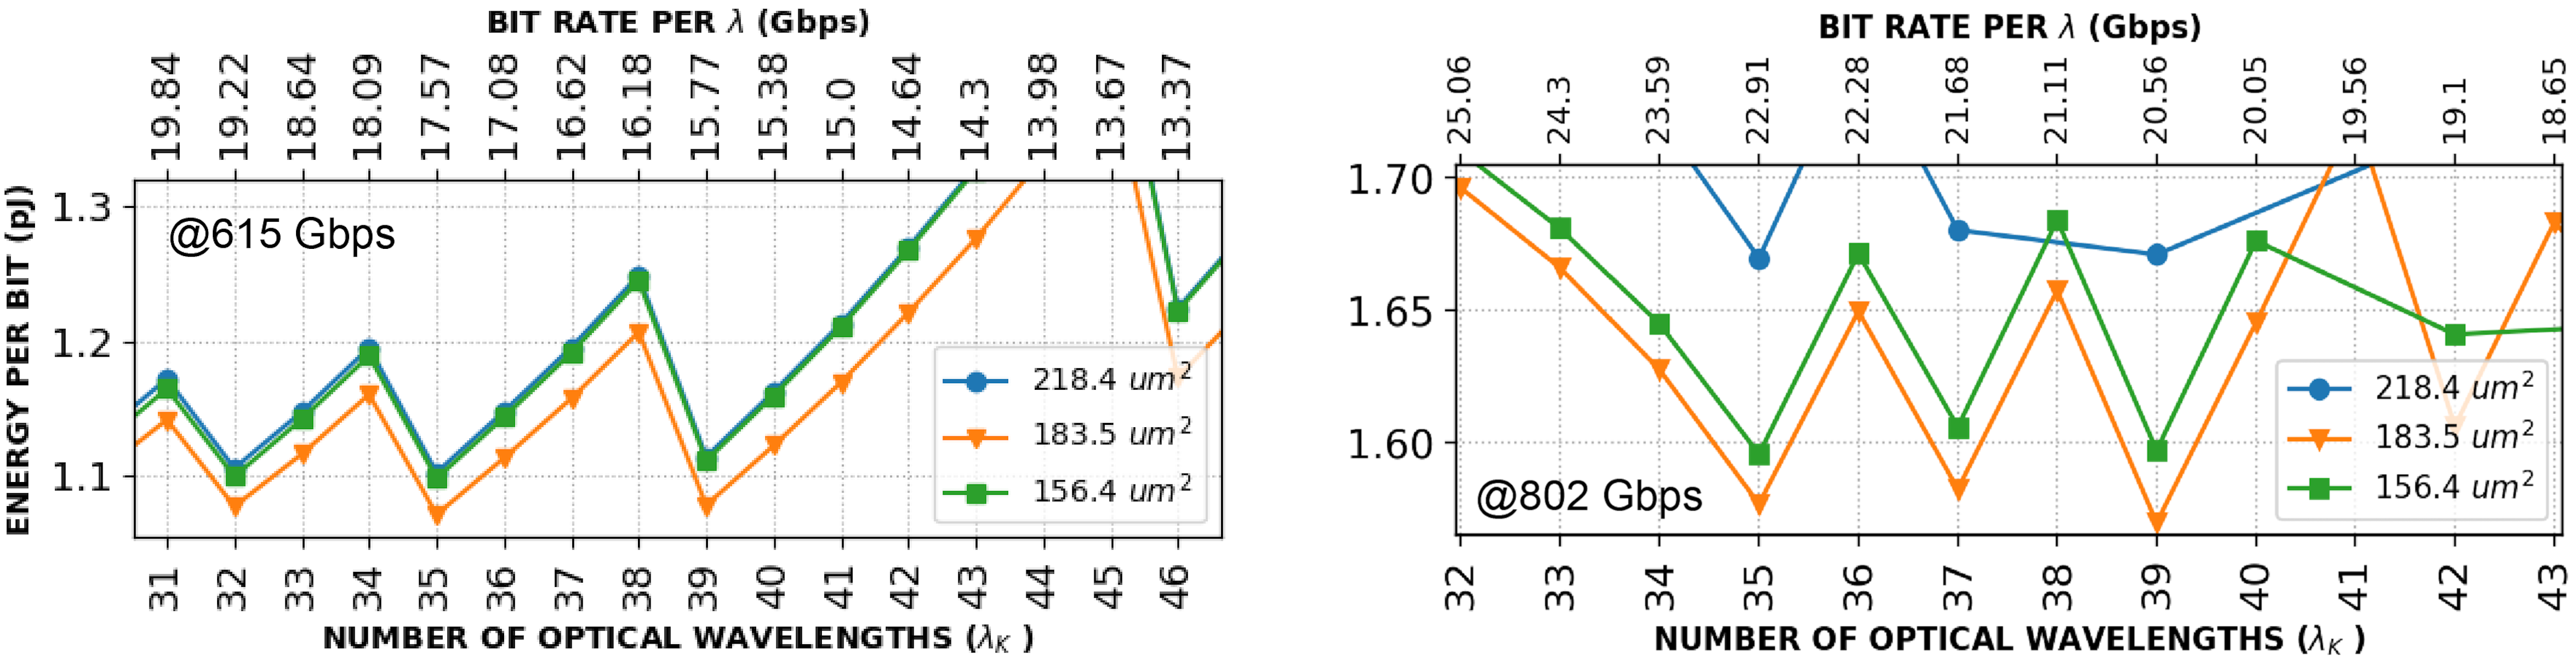 BIT RATE PER λ (Gbps)
19.84 19.22 18.64 18.09 17.57 17.08 16.62 16.18 15.77 15.38 15.0 14.64 14.3 13.98 13.67 13.37
ENERGY PER BIT (pJ)
1.3
1.2
1.1
@615 Gbps
218.4 um²
183.5 um²
156.4 um²
31 32 33 34 35 36 37 38 39 40 41 42 43 44 45 46
NUMBER OF OPTICAL WAVELENGTHS (λK )
BIT RATE PER λ (Gbps)
25.06 24.3 23.59 22.91 22.28 21.68 21.11 20.56 20.05 19.56 19.1 18.65
1.70
1.65
1.60
@802 Gbps
218.4 um²
183.5 um²
156.4 um²
32 33 34 35 36 37 38 39 40 41 42 43
NUMBER OF OPTICAL WAVELENGTHS (λK )